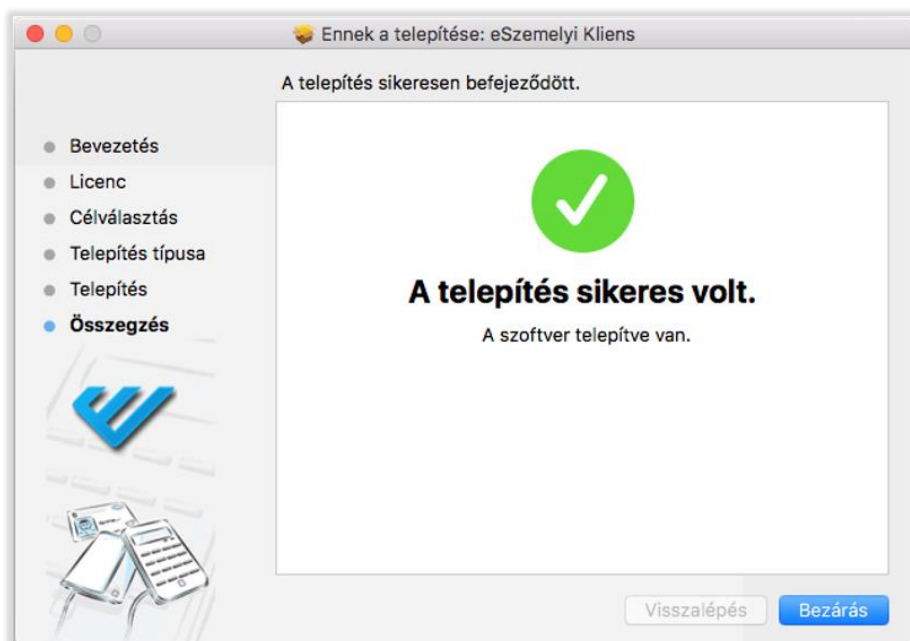 Ennek a telepítése: eSzemelyi Kliens
A telepítés sikeresen befejeződött.
Bevezetés
Licenc
Célválasztás
Telepítés típusa
Telepítés
Összegzés
A telepítés sikeres volt.
A szoftver telepítve van.
Visszalépés
Bezárás